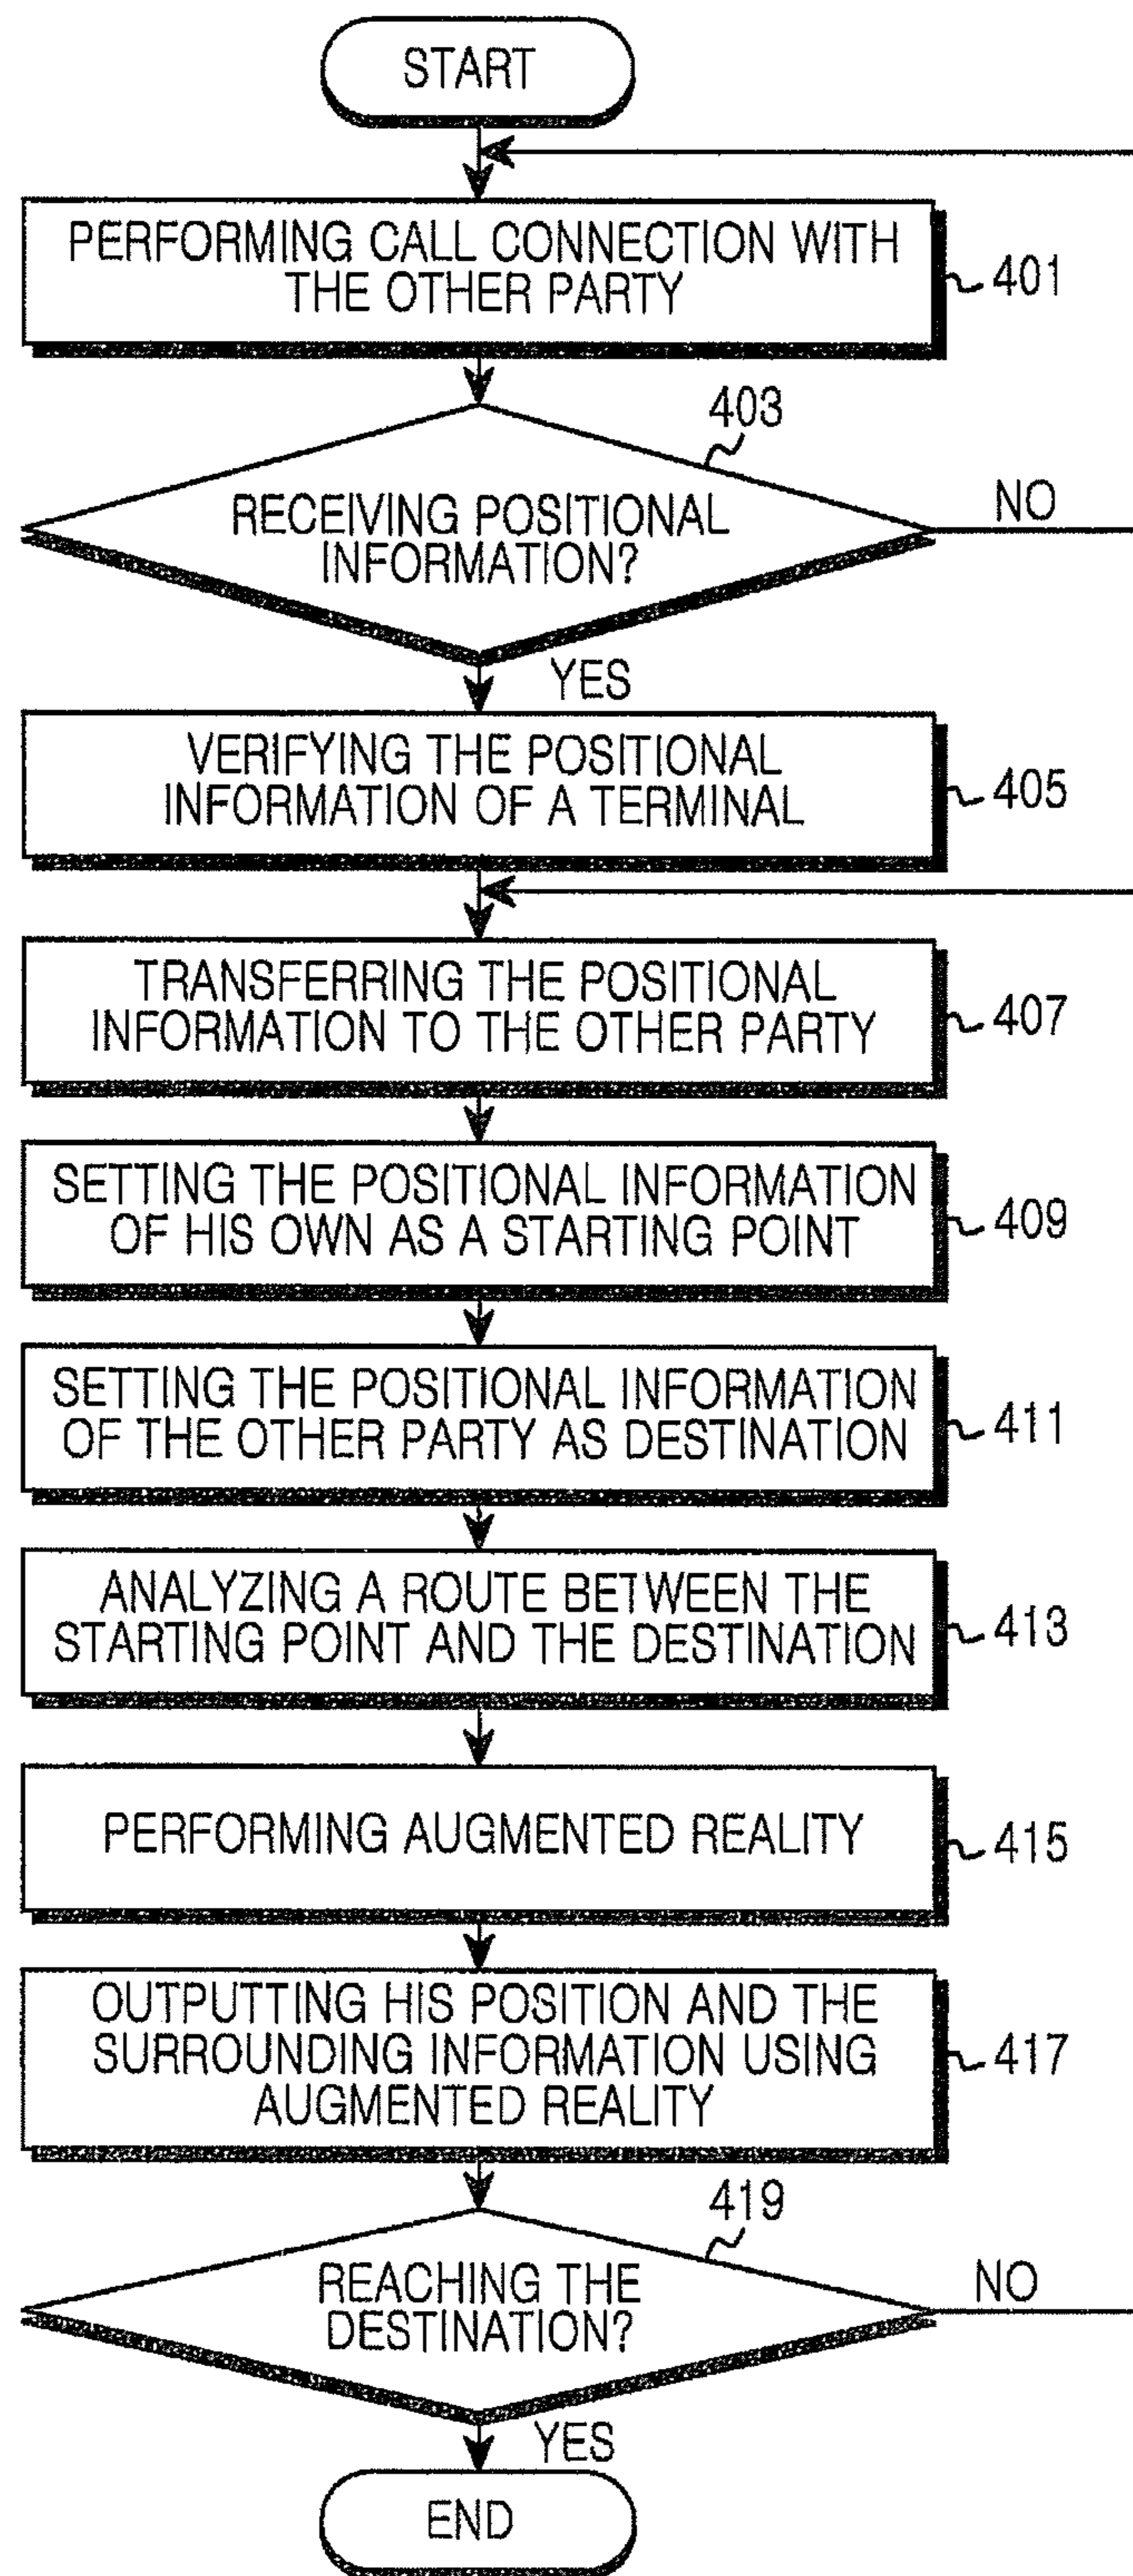 START
PERFORMING CALL CONNECTION WITH
THE OTHER PARTY
401
403
RECEIVING POSITIONAL
INFORMATION?
NO
YES
VERIFYING THE POSITIONAL
INFORMATION OF A TERMINAL
405
TRANSFERRING THE POSITIONAL
INFORMATION TO THE OTHER PARTY
407
SETTING THE POSITIONAL INFORMATION
OF HIS OWN AS A STARTING POINT
409
SETTING THE POSITIONAL INFORMATION
OF THE OTHER PARTY AS DESTINATION
411
ANALYZING A ROUTE BETWEEN THE
STARTING POINT AND THE DESTINATION
413
PERFORMING AUGMENTED REALITY
415
OUTPUTTING HIS POSITION AND THE
SURROUNDING INFORMATION USING
AUGMENTED REALITY
417
419
REACHING THE
DESTINATION?
NO
YES
END